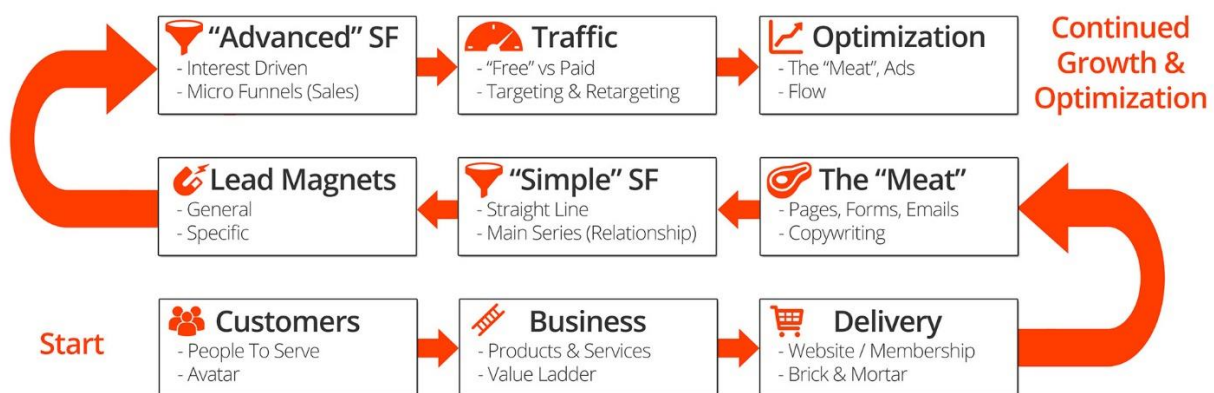 "Advanced" SF
- Interest Driven
- Micro Funnels (Sales)
Traffic
- "Free" vs Paid
- Targeting & Retargeting
Optimization
- The "Meat", Ads
- Flow
Continued
Growth &
Optimization
Lead Magnets
- General
- Specific
"Simple" SF
- Straight Line
- Main Series (Relationship)
The "Meat"
- Pages, Forms, Emails
- Copywriting
Start
Customers
- People To Serve
- Avatar
Business
- Products & Services
- Value Ladder
Delivery
- Website / Membership
- Brick & Mortar